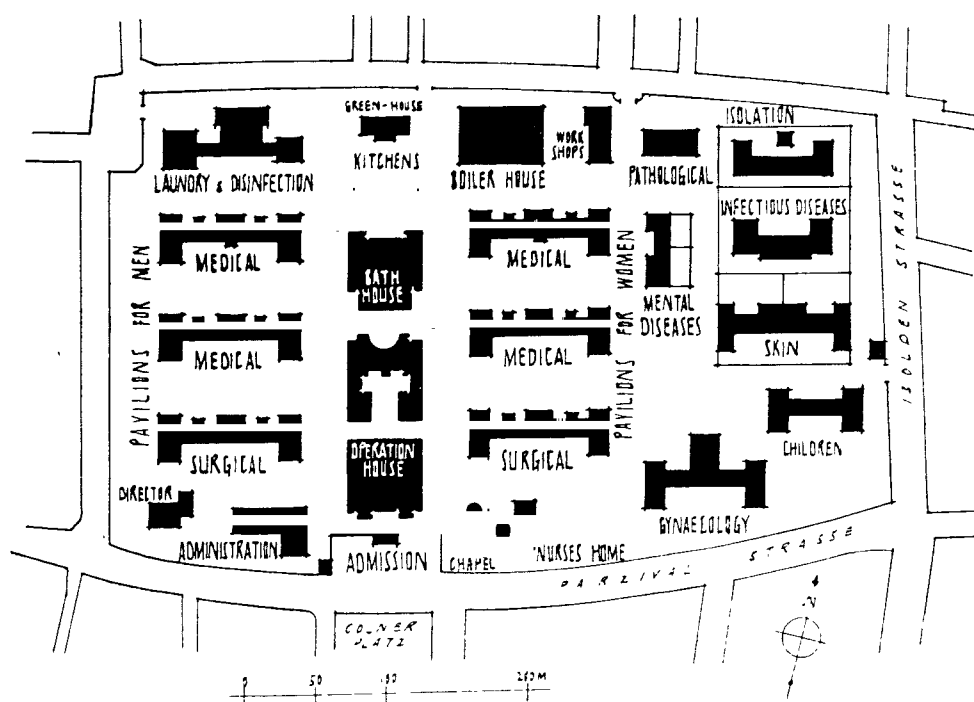 GREEN-HOUSE
KITCHENS
LAUNDRY & DISINFECTION
BOILER HOUSE
WORK
SHOPS
PATHOLOGICAL
ISOLATION
INFECTIOUS DISEASES
SKIN
MENTAL
DISEASES
PAVILIONS FOR MEN
MEDICAL
MEDICAL
SURGICAL
BATH
HOUSE
OPERATION
HOUSE
MEDICAL
MEDICAL
SURGICAL
PAVILIONS FOR WOMEN
CHILDREN
GYNAECOLOGY
DIRECTOR
ADMINISTRATION
ADMISSION
CHAPEL
NURSES HOME
PARZIVAL STRASSE
ISOLDEN STRASSE
PLATZ
N
0 50 100